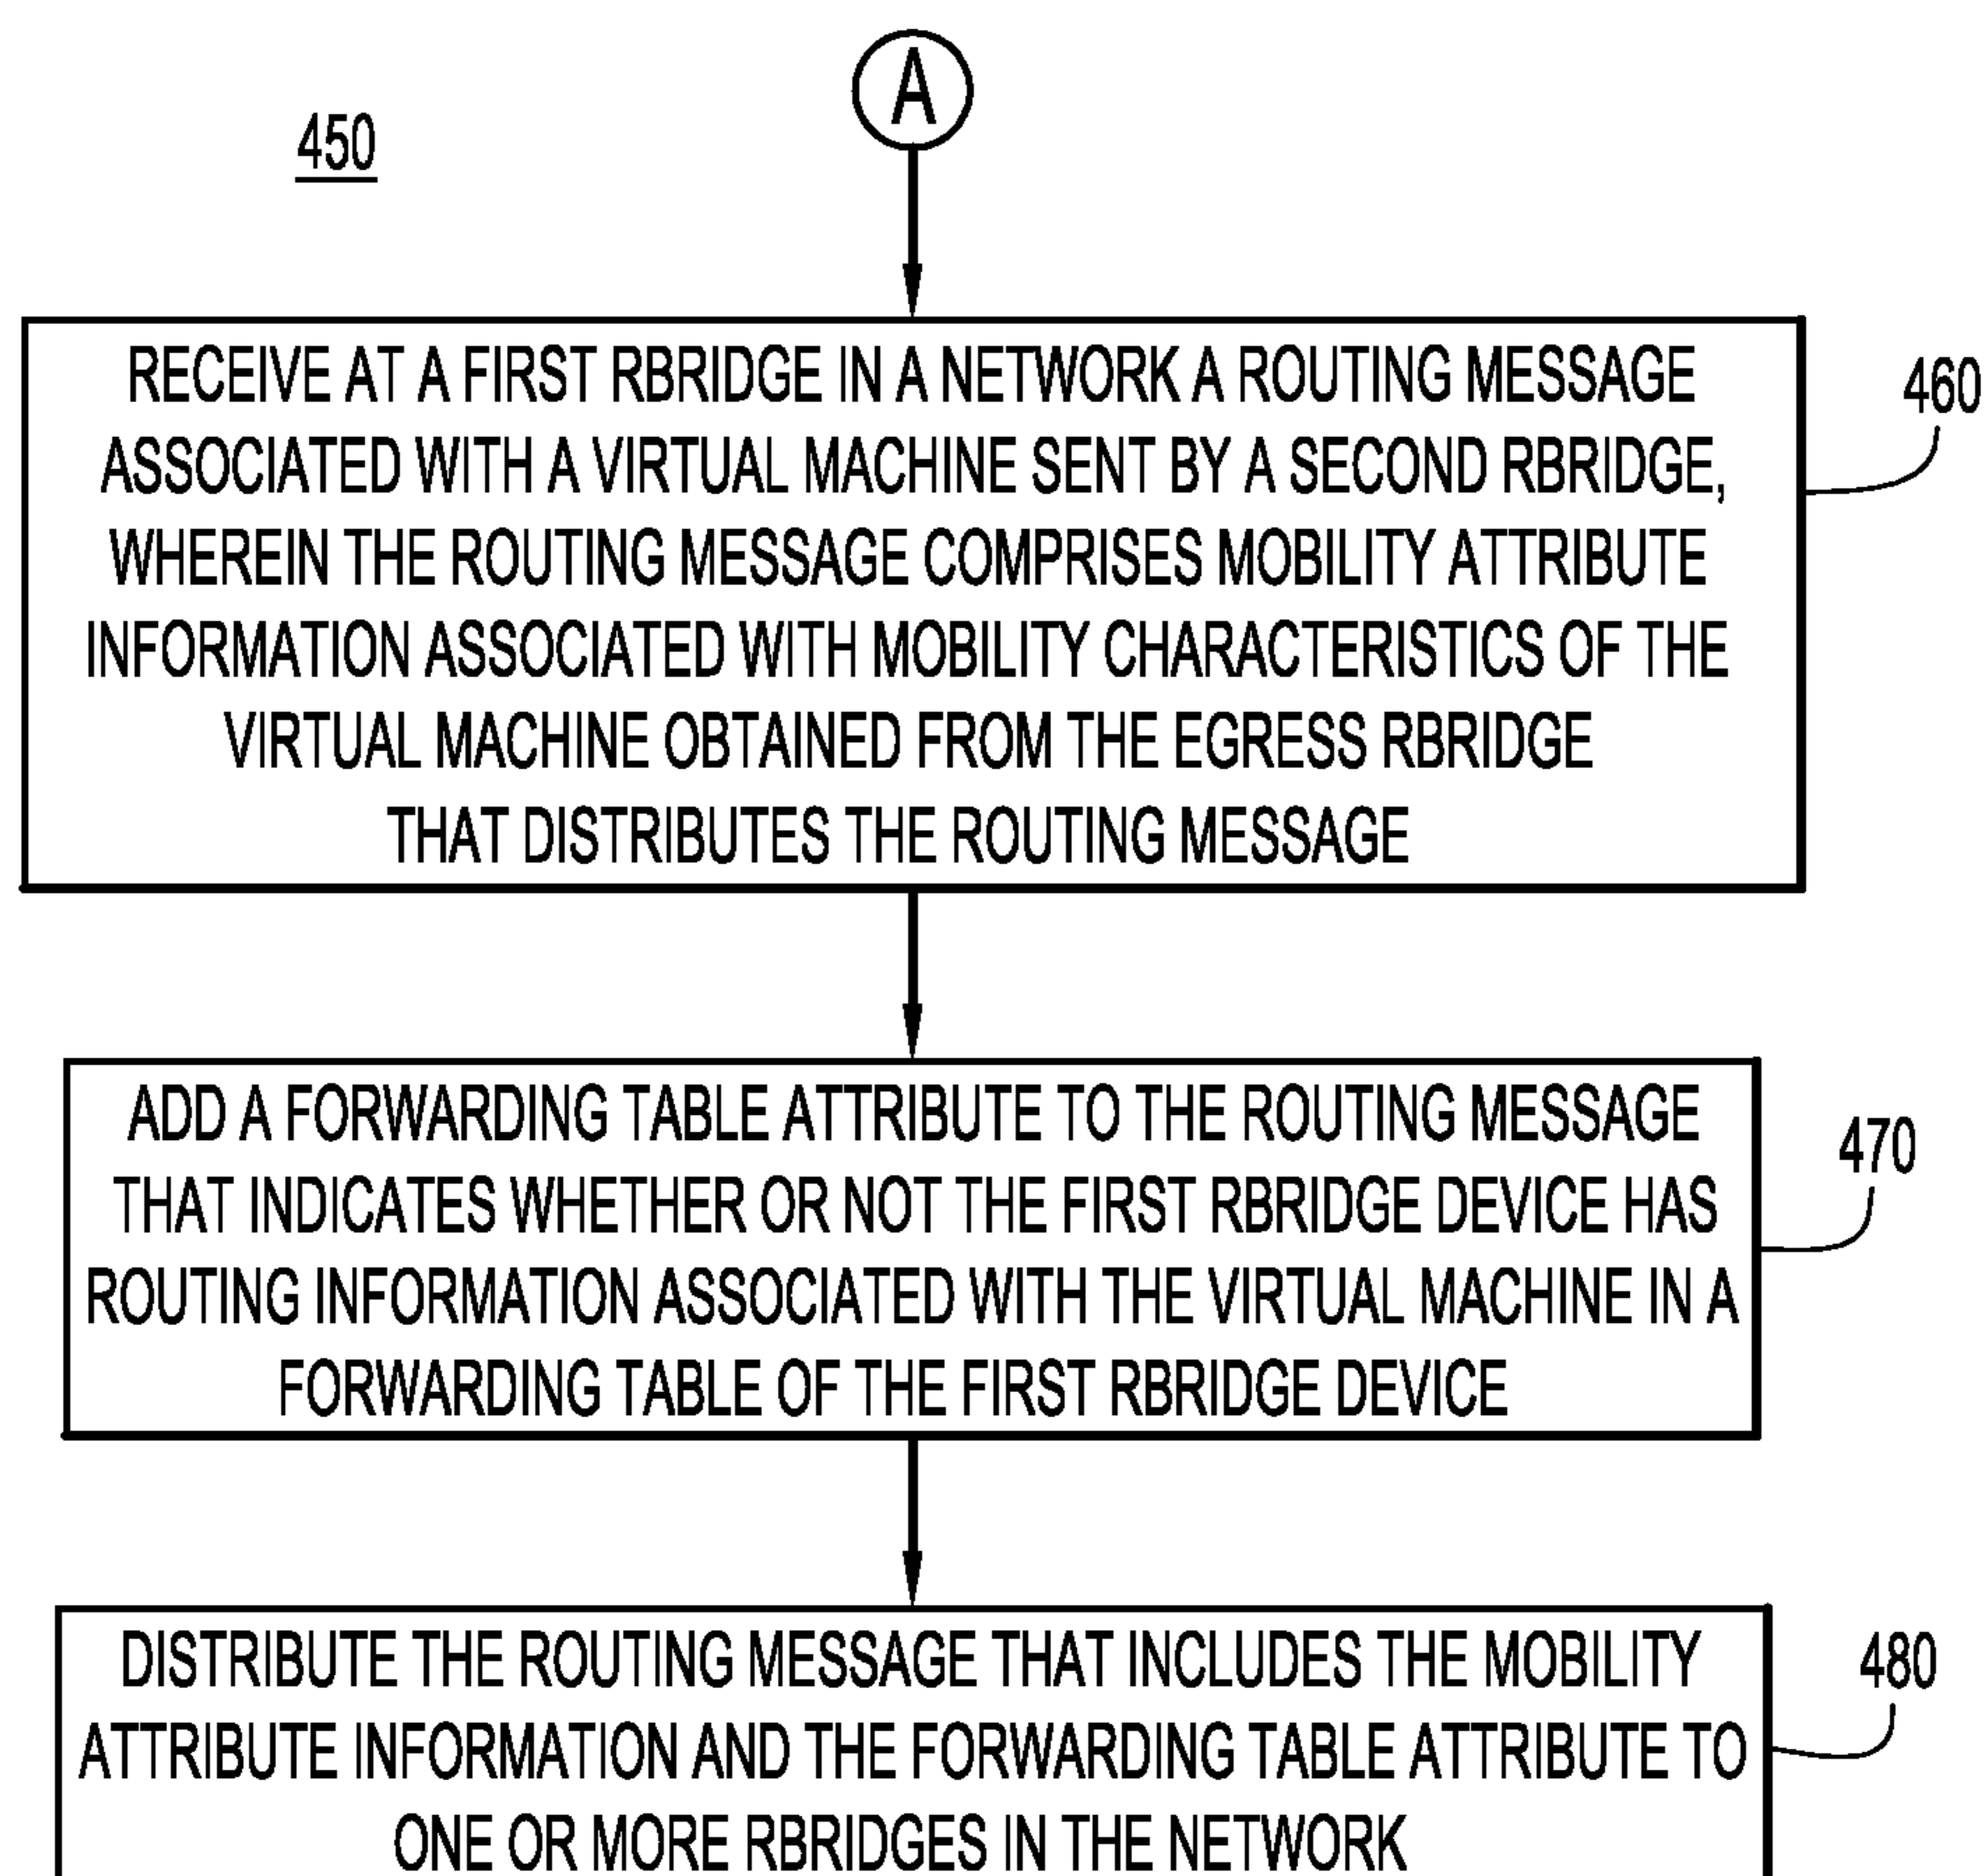 A
450
RECEIVE AT A FIRST RBRIDGE IN A NETWORK A ROUTING MESSAGE
ASSOCIATED WITH A VIRTUAL MACHINE SENT BY A SECOND RBRIDGE,
WHEREIN THE ROUTING MESSAGE COMPRISES MOBILITY ATTRIBUTE
INFORMATION ASSOCIATED WITH MOBILITY CHARACTERISTICS OF THE
VIRTUAL MACHINE OBTAINED FROM THE EGRESS RBRIDGE
THAT DISTRIBUTES THE ROUTING MESSAGE
460
ADD A FORWARDING TABLE ATTRIBUTE TO THE ROUTING MESSAGE
THAT INDICATES WHETHER OR NOT THE FIRST RBRIDGE DEVICE HAS
ROUTING INFORMATION ASSOCIATED WITH THE VIRTUAL MACHINE IN A
FORWARDING TABLE OF THE FIRST RBRIDGE DEVICE
470
DISTRIBUTE THE ROUTING MESSAGE THAT INCLUDES THE MOBILITY
ATTRIBUTE INFORMATION AND THE FORWARDING TABLE ATTRIBUTE TO
ONE OR MORE RBRIDGES IN THE NETWORK
480